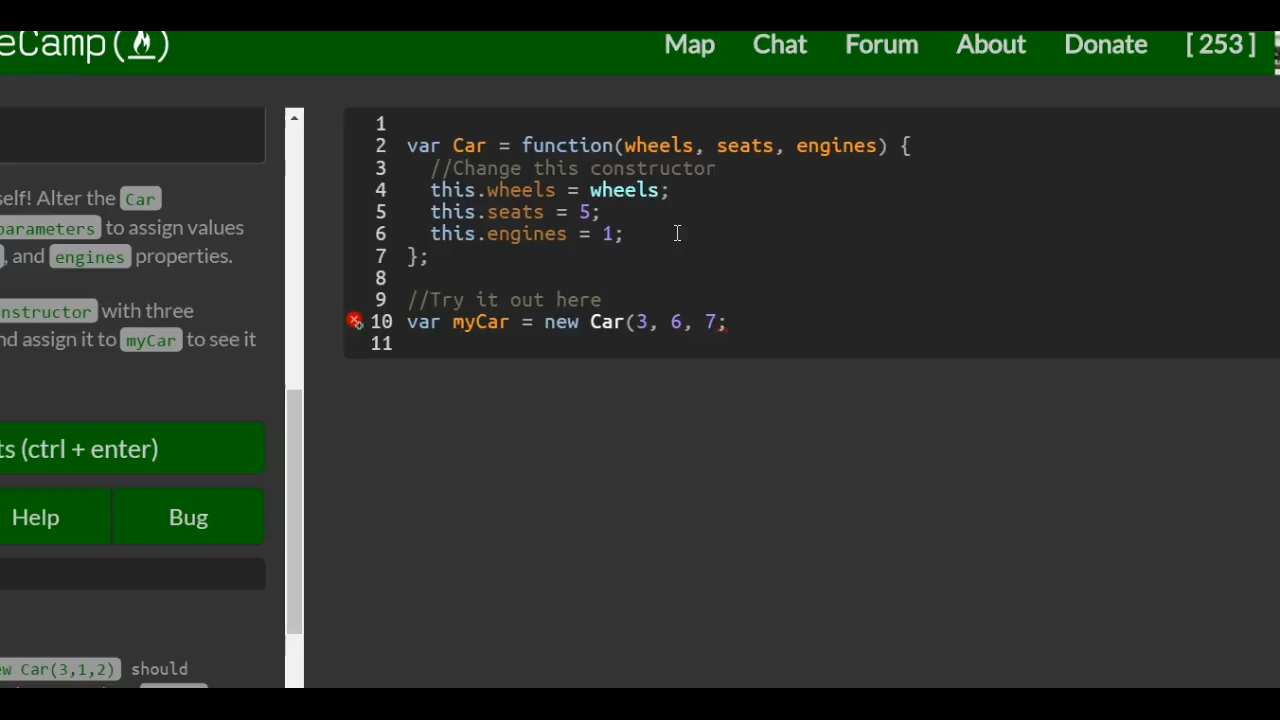 eCamp(
Map Chat Forum About Donate [ 253 ]
self! Alter the Car
parameters to assign values
, and engines properties.
nstructor with three
nd assign it to myCar to see it
ts (ctrl + enter)
Help Bug
ew Car(3,1,2) should
1
2 var Car = function(wheels, seats, engines) {
3 //Change this constructor
4 this.wheels = wheels;
5 this.seats = 5;
6 this.engines = 1;
7 };
8
9 //Try it out here
10 var myCar = new Car(3, 6, 7;
11